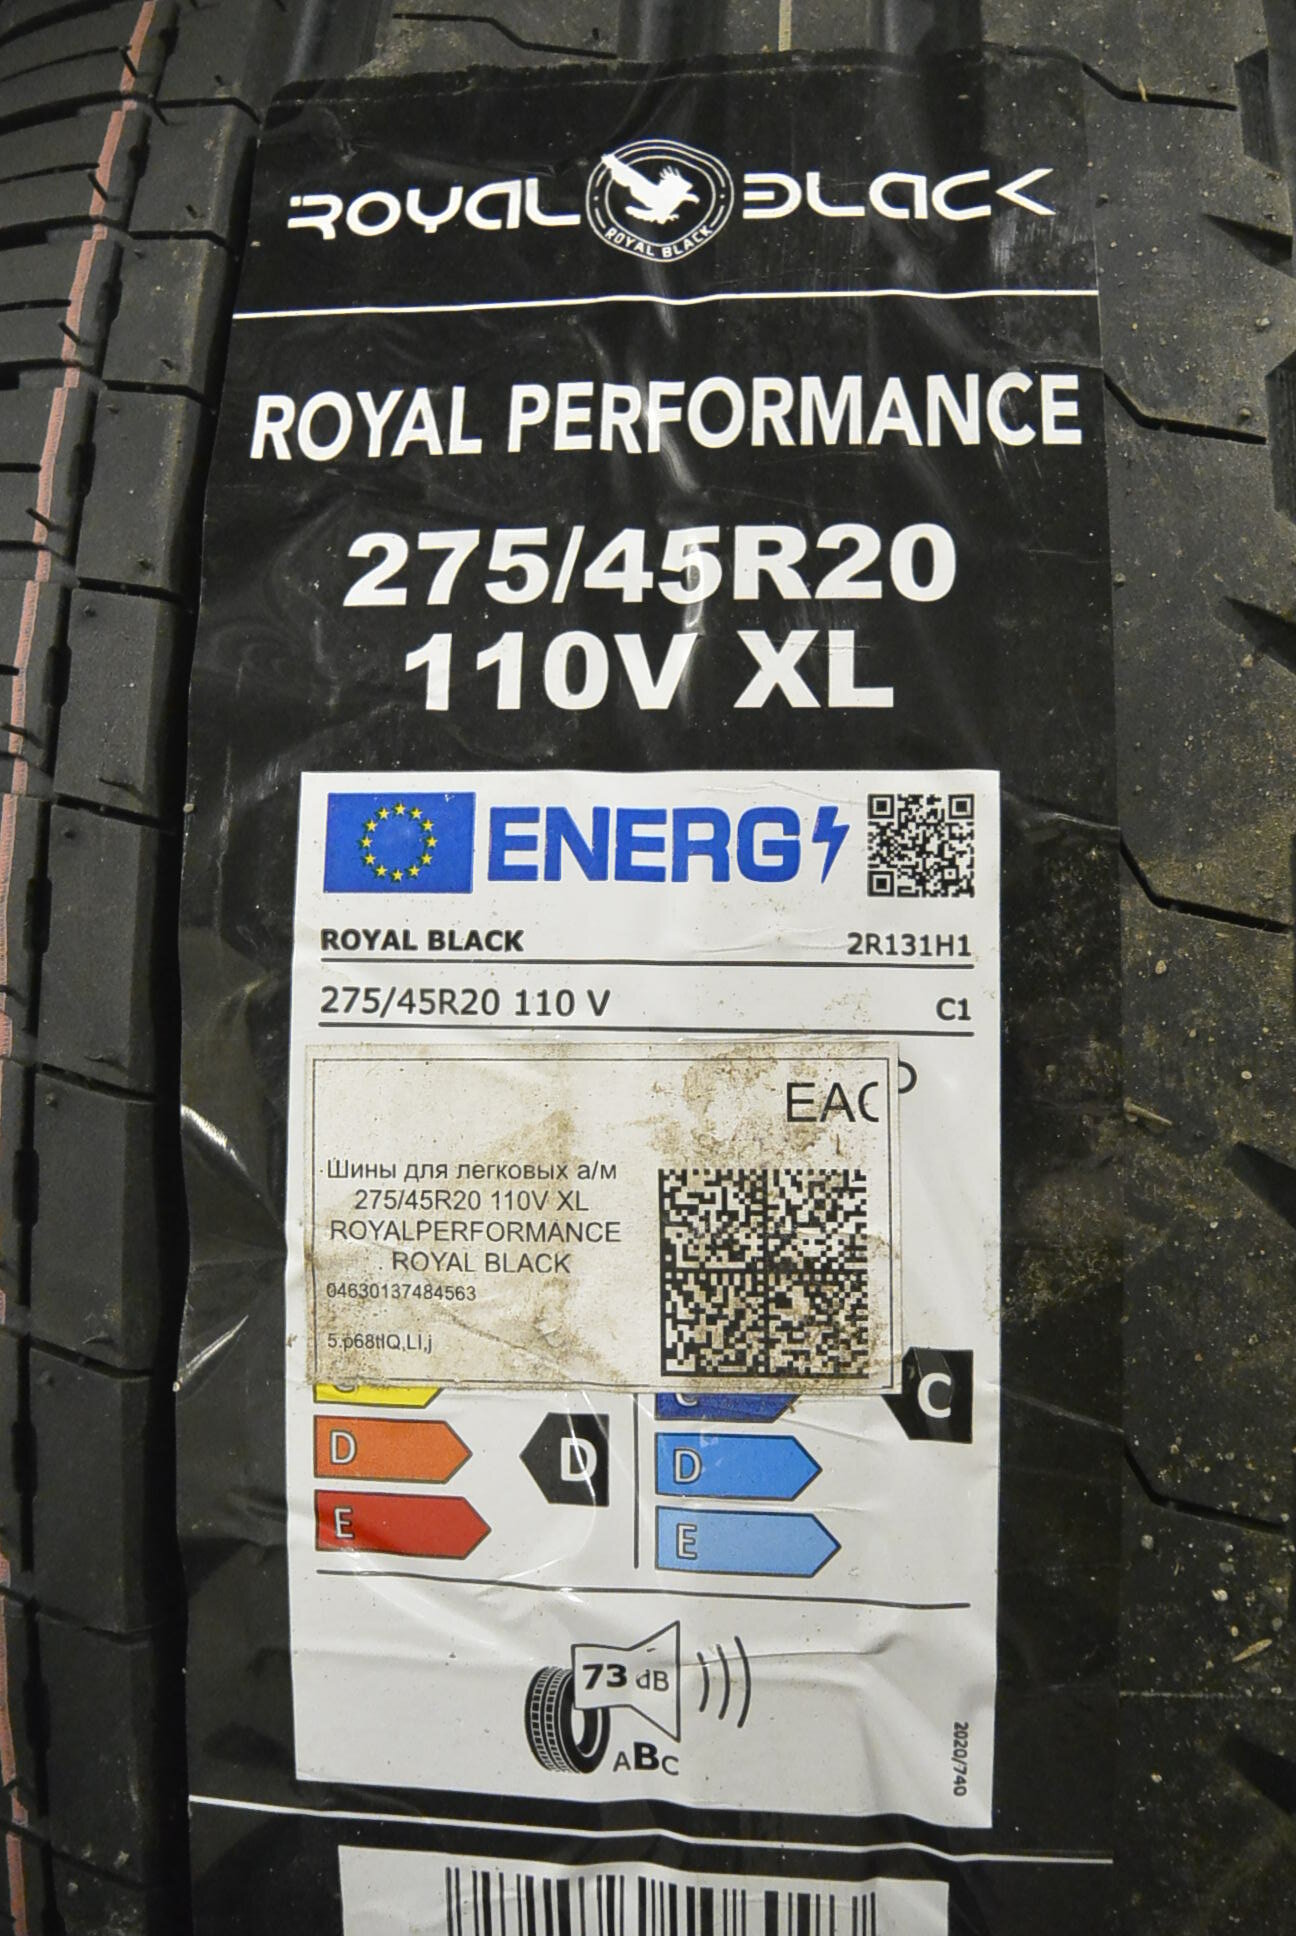 ROYAL BLACK
ROYAL BLACK
ROYAL PERFORMANCE
275/45R20
110V XL
ENERG
ROYAL BLACK 2R131H1
275/45R20 110 V C1
EAC
Шины для легковых а/м
275/45R20 110V XL
ROYALPERFORMANCE
ROYAL BLACK
04630137484563
C C
D D D
E E
73 dB
ABC
2020/740